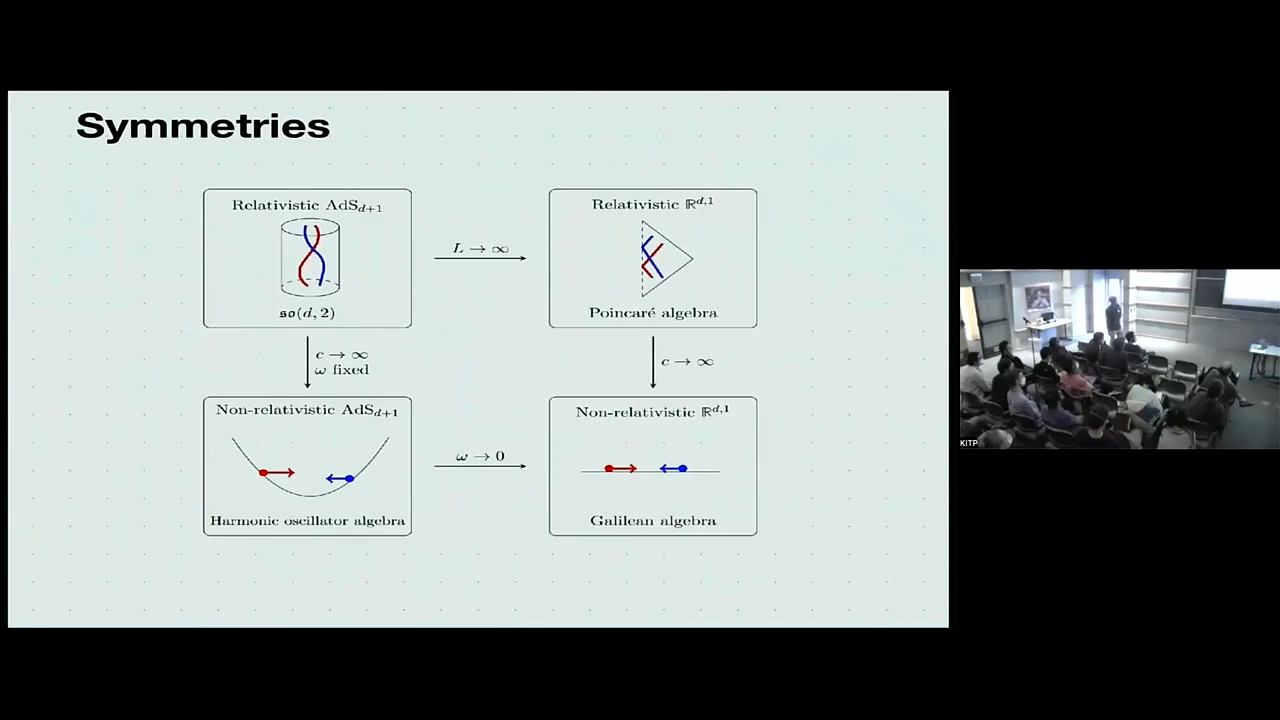 Symmetries
Relativistic AdS_{d+1}
𝔰𝔬(d, 2)
L → ∞
Relativistic ℝ^{d,1}
Poincaré algebra
c → ∞
ω fixed
c → ∞
Non-relativistic AdS_{d+1}
Harmonic oscillator algebra
ω → 0
Non-relativistic ℝ^{d,1}
Galilean algebra
KITP